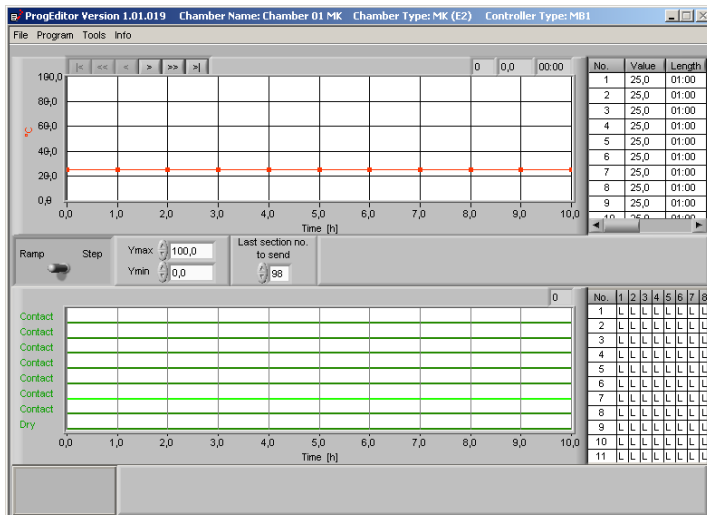 ProgEditor Version 1.01.019 Chamber Name: Chamber 01 MK Chamber Type: MK (E2) Controller Type: MB1
File Program Tools Info
|< << < > >> >| 0 0,0 00:00
No. Value Length
1 25,0 01:00
2 25,0 01:00
3 25,0 01:00
4 25,0 01:00
5 25,0 01:00
6 25,0 01:00
7 25,0 01:00
8 25,0 01:00
9 25,0 01:00
10 25,0 01:00
100,0
80,0
60,0
40,0
20,0
0,0
°C
0,0 1,0 2,0 3,0 4,0 5,0 6,0 7,0 8,0 9,0 10,0
Time [h]
Ramp Step
Ymax 100,0
Ymin 0,0
Last section no.
to send
98
0
Contact
Contact
Contact
Contact
Contact
Contact
Contact
Dry
0,0 1,0 2,0 3,0 4,0 5,0 6,0 7,0 8,0 9,0 10,0
Time [h]
No. 1 2 3 4 5 6 7 8
1 L L L L L L L L
2 L L L L L L L L
3 L L L L L L L L
4 L L L L L L L L
5 L L L L L L L L
6 L L L L L L L L
7 L L L L L L L L
8 L L L L L L L L
9 L L L L L L L L
10 L L L L L L L L
11 L L L L L L L L